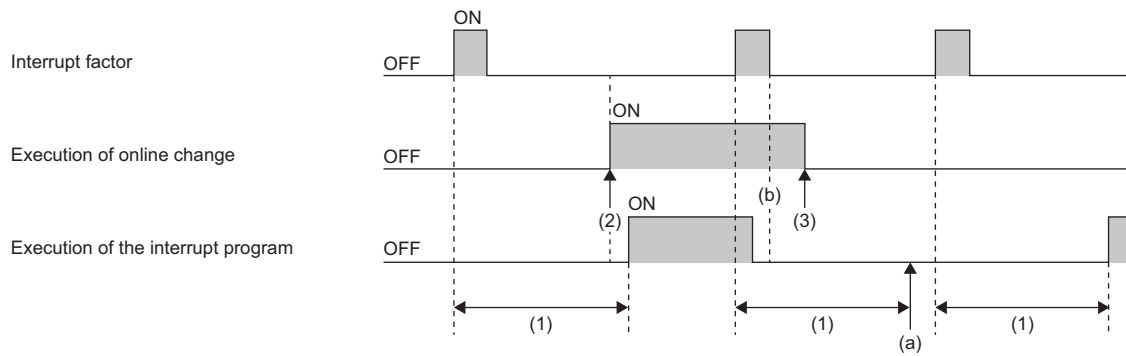 ON
Interrupt factor
OFF
ON
Execution of online change
OFF
(b)
(2)
(3)
ON
Execution of the interrupt program
OFF
(1)
(1)
(1)
(a)